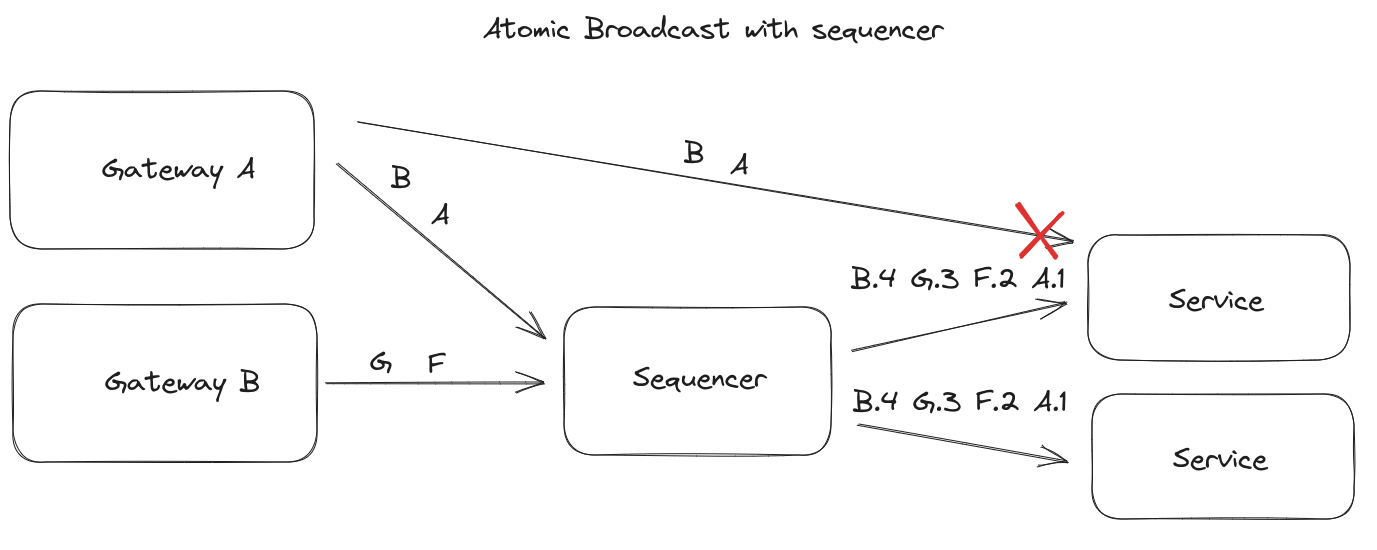 Atomic Broadcast with sequencer
Gateway A
B A
B
A
B.4 G.3 F.2 A.1
Service
Gateway B
G F
Sequencer
B.4 G.3 F.2 A.1
Service